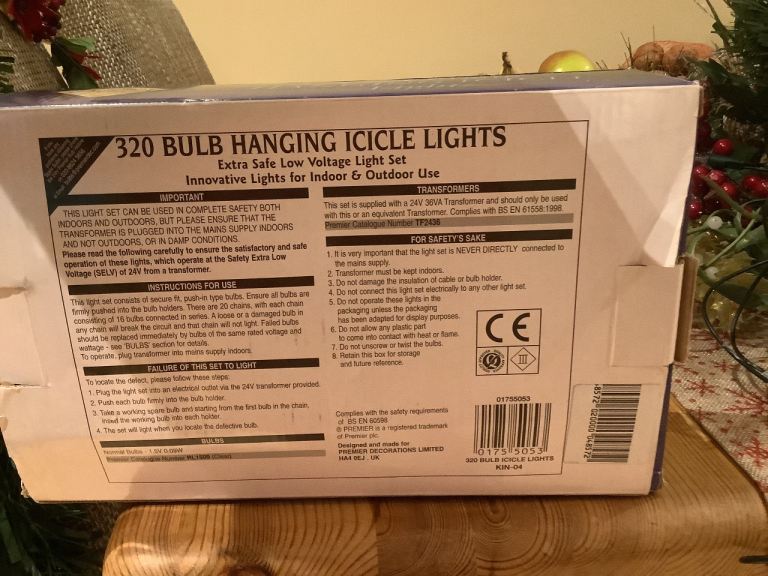 320 BULB HANGING ICICLE LIGHTS
Extra Safe Low Voltage Light Set
Innovative Lights for Indoor & Outdoor Use
IMPORTANT
THIS LIGHT SET CAN BE USED IN COMPLETE SAFETY BOTH
INDOORS AND OUTDOORS, BUT PLEASE ENSURE THAT THE
TRANSFORMER IS PLUGGED INTO THE MAINS SUPPLY INDOORS
AND NOT OUTDOORS, OR IN DAMP CONDITIONS.
Please read the following carefully to ensure the satisfactory and safe
operation of these lights, which operate at the Safety Extra Low
Voltage (SELV) of 24V from a transformer.
INSTRUCTIONS FOR USE
This light set consists of secure fit, push-in type bulbs. Ensure all bulbs are
firmly pushed into the bulb holders. There are 20 chains, with each chain
consisting of 16 bulbs connected in series. A loose or a damaged bulb in
any chain will break the circuit and that chain will not light. Failed bulbs
should be replaced immediately by bulbs of the same rated voltage and
wattage - see 'BULBS' section for details.
To operate, plug transformer into mains supply indoors.
FAILURE OF THIS SET TO LIGHT
To locate the defect, please follow these steps:
1. Plug the light set into an electrical outlet via the 24V transformer provided.
2. Push each bulb firmly into the bulb holder.
3. Take a working spare bulb and starting from the first bulb in the chain,
insert the working bulb into each holder.
4. The set will light when you locate the defective bulb.
BULBS
Normal Bulbs - 1.5V 0.09W
Premier Catalogue Number RL1509 (Clear)
TRANSFORMERS
This set is supplied with a 24V 36VA Transformer and should only be used
with this or an equivalent Transformer. Complies with BS EN 61558:1998.
Premier Catalogue Number TF2436
FOR SAFETY'S SAKE
1. It is very important that the light set is NEVER DIRECTLY connected to
the mains supply.
2. Transformer must be kept indoors.
3. Do not damage the insulation of cable or bulb holder.
4. Do not connect this light set electrically to any other light set.
5. Do not operate these lights in the
packaging unless the packaging
has been adapted for display purposes.
6. Do not allow any plastic part
to come into contact with heat or flame.
7. Do not unscrew or twist the bulbs.
8. Retain this box for storage
and future reference.
CE
III
Complies with the safety requirements
of BS EN 60598
® PREMIER is a registered trademark
of Premier plc.
Designed and made for
PREMIER DECORATIONS LIMITED
HA4 0EJ . UK
01755053
0175 5053
320 BULB ICICLE LIGHTS
KIN-04